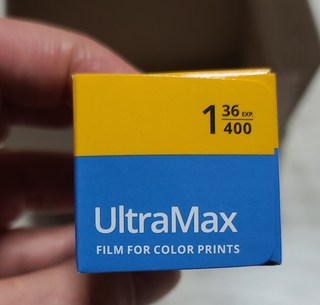 1 36 EXP.
400
UltraMax
FILM FOR COLOR PRINTS